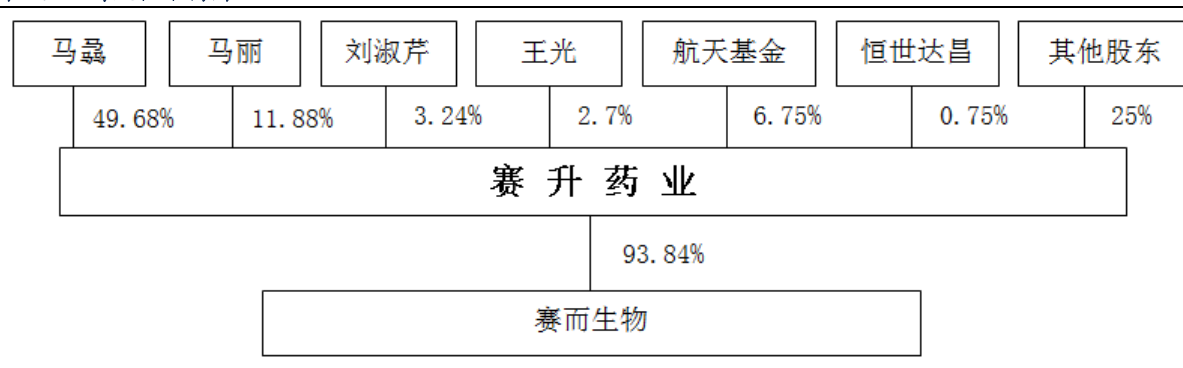 马骉 马丽 刘淑芹 王光 航天基金 恒世达昌 其他股东
49.68% 11.88% 3.24% 2.7% 6.75% 0.75% 25%
赛升药业
93.84%
赛而生物